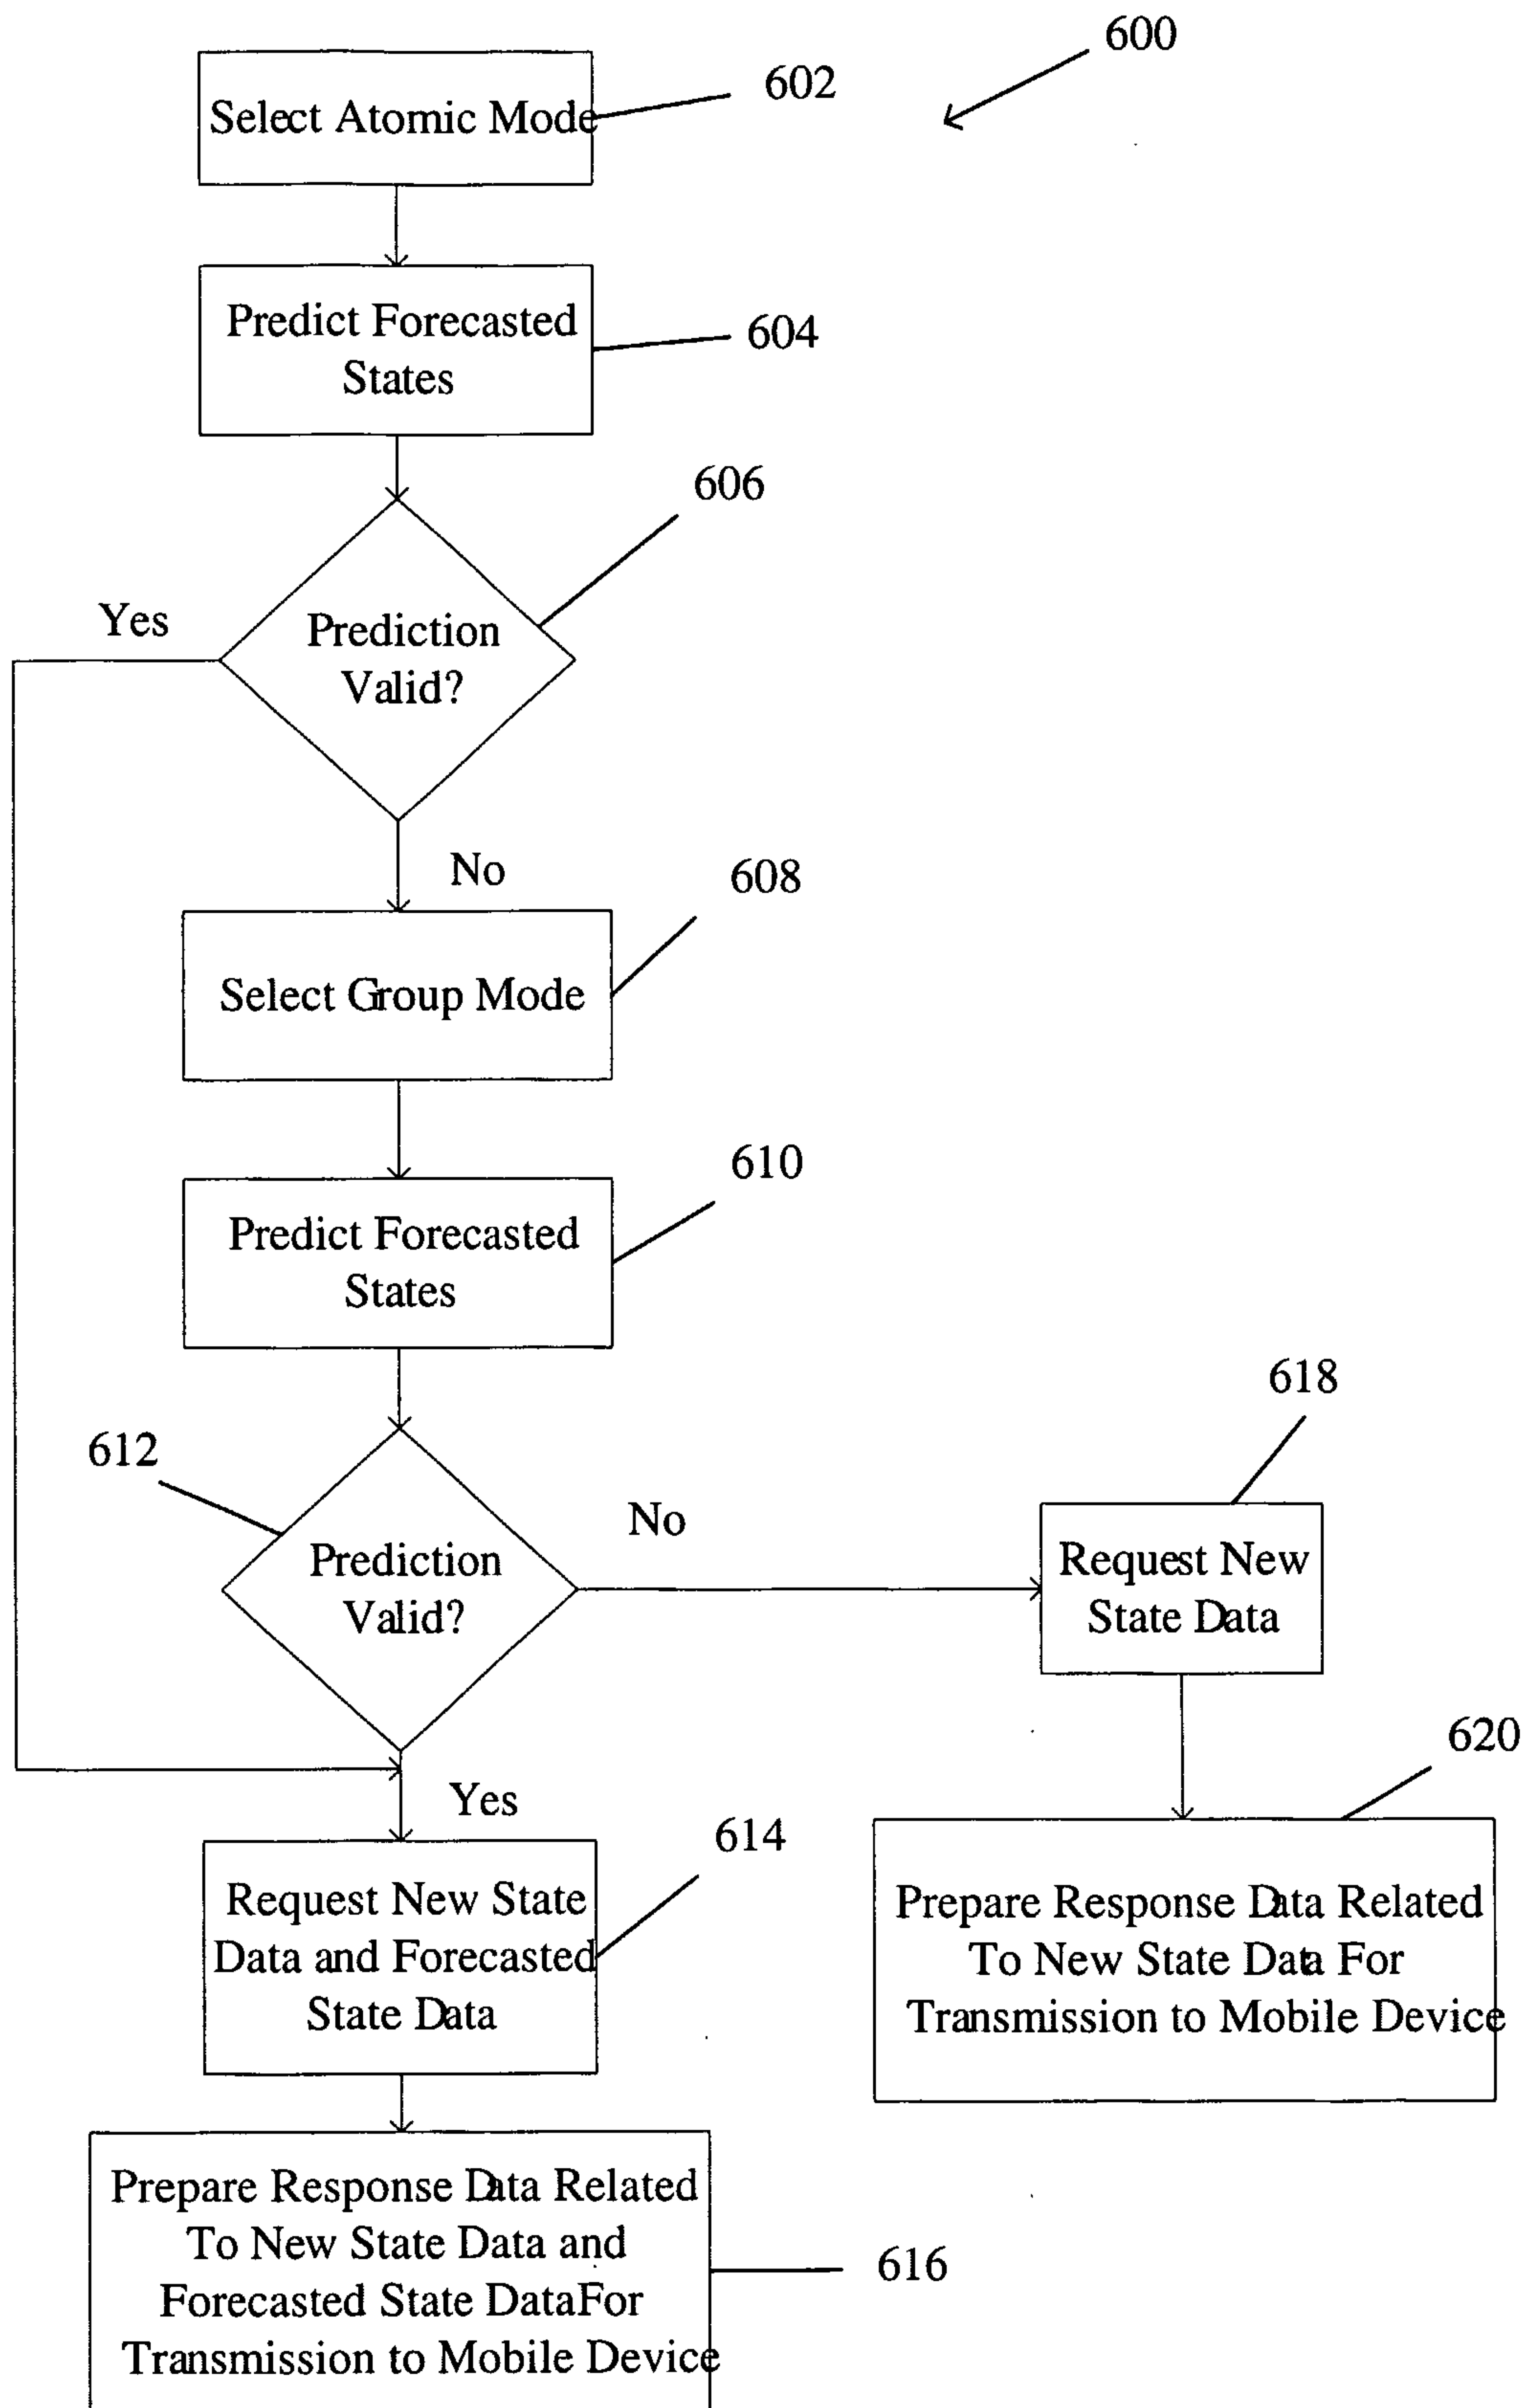 600
602
Select Atomic Mode
Predict Forecasted
States
604
606
Yes
Prediction
Valid?
No
608
Select Group Mode
610
Predict Forecasted
States
618
612
No
Prediction
Valid?
Request New
State Data
620
Yes
614
Request New State
Data and Forecasted
State Data
Prepare Response Data Related
To New State Data For
Transmission to Mobile Device
Prepare Response Data Related
To New State Data and
Forecasted State DataFor
Transmission to Mobile Device
616